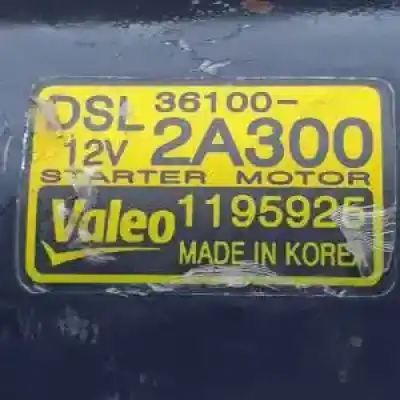 DSL 36100-
12V 2A300
STARTER MOTOR
Valeo 1195925
MADE IN KOREA